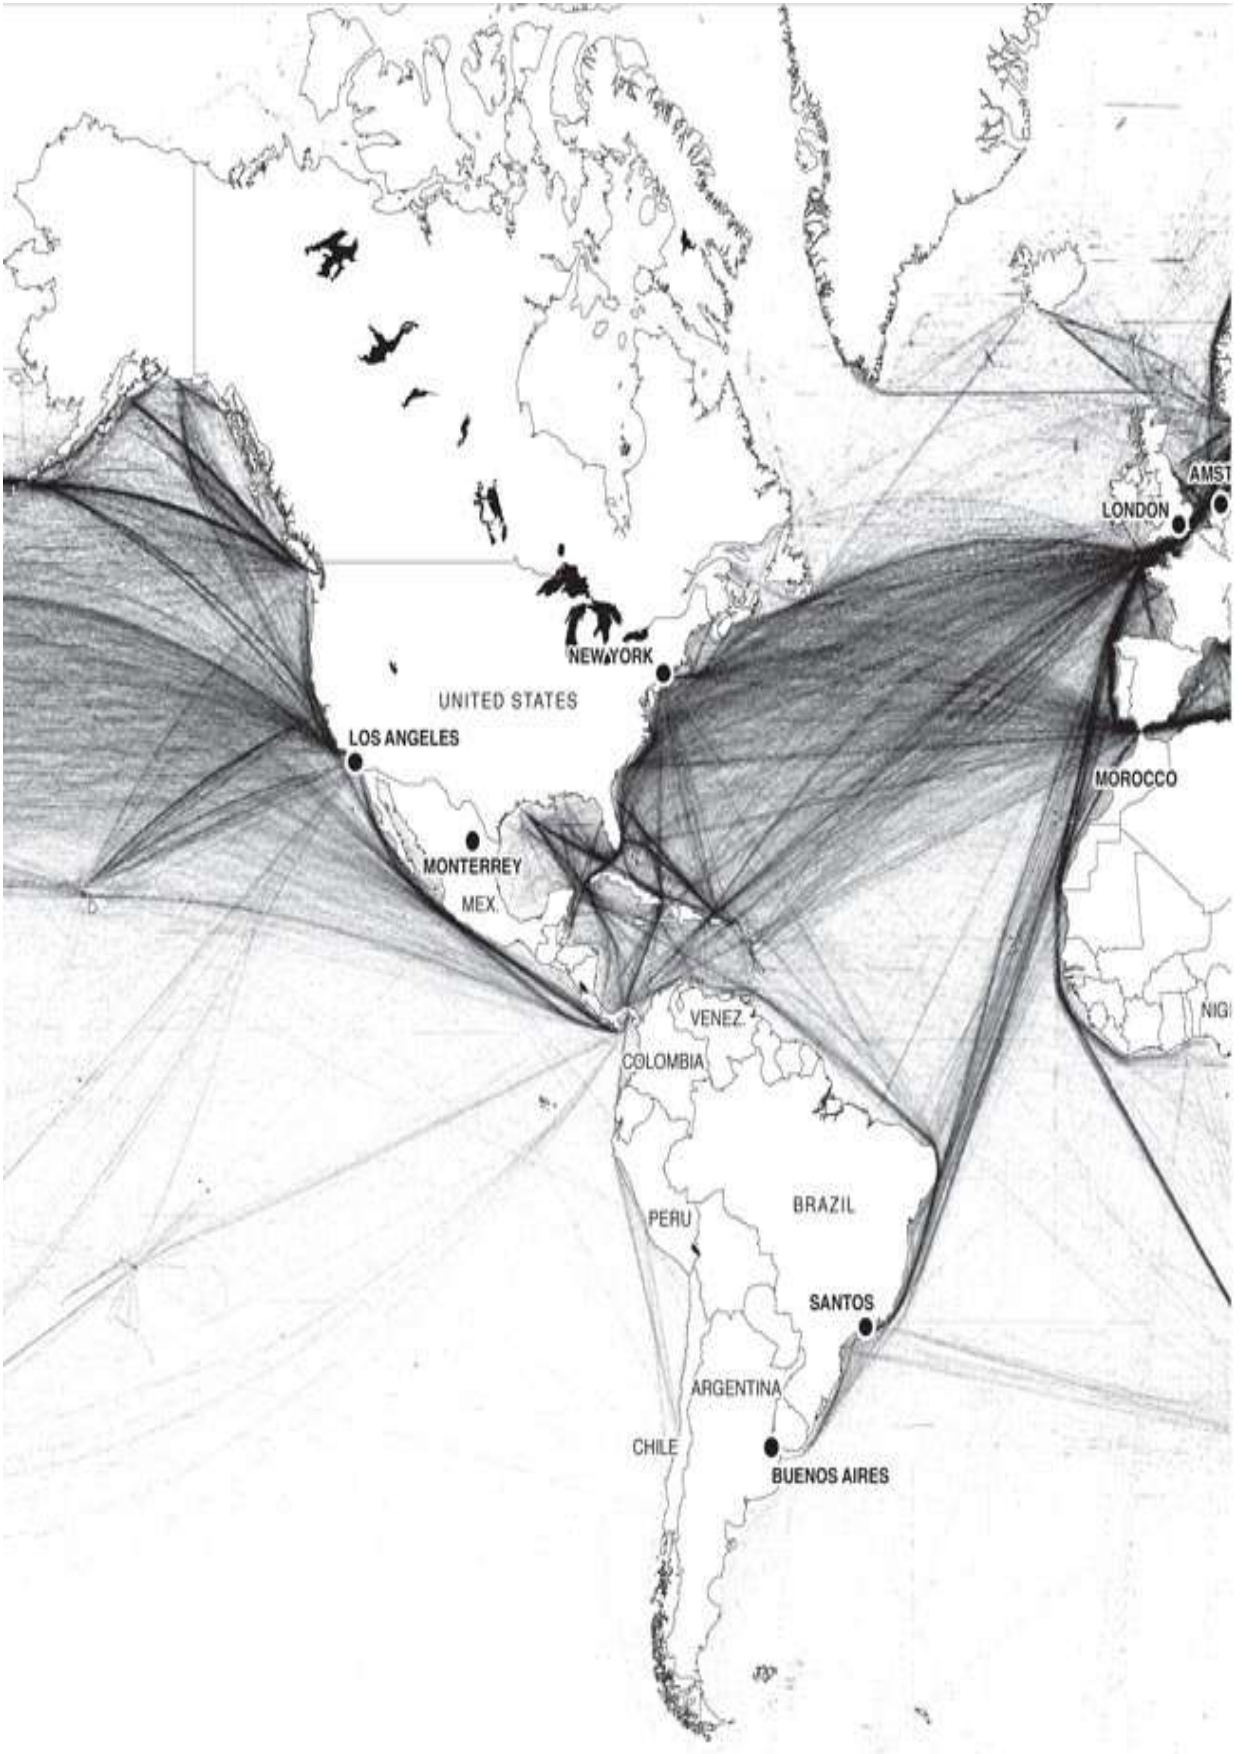 AMST
LONDON
NEW YORK
UNITED STATES
LOS ANGELES
MOROCCO
MONTERREY
MEX.
NIG
VENEZ.
COLOMBIA
BRAZIL
PERU
SANTOS
ARGENTINA
CHILE
BUENOS AIRES